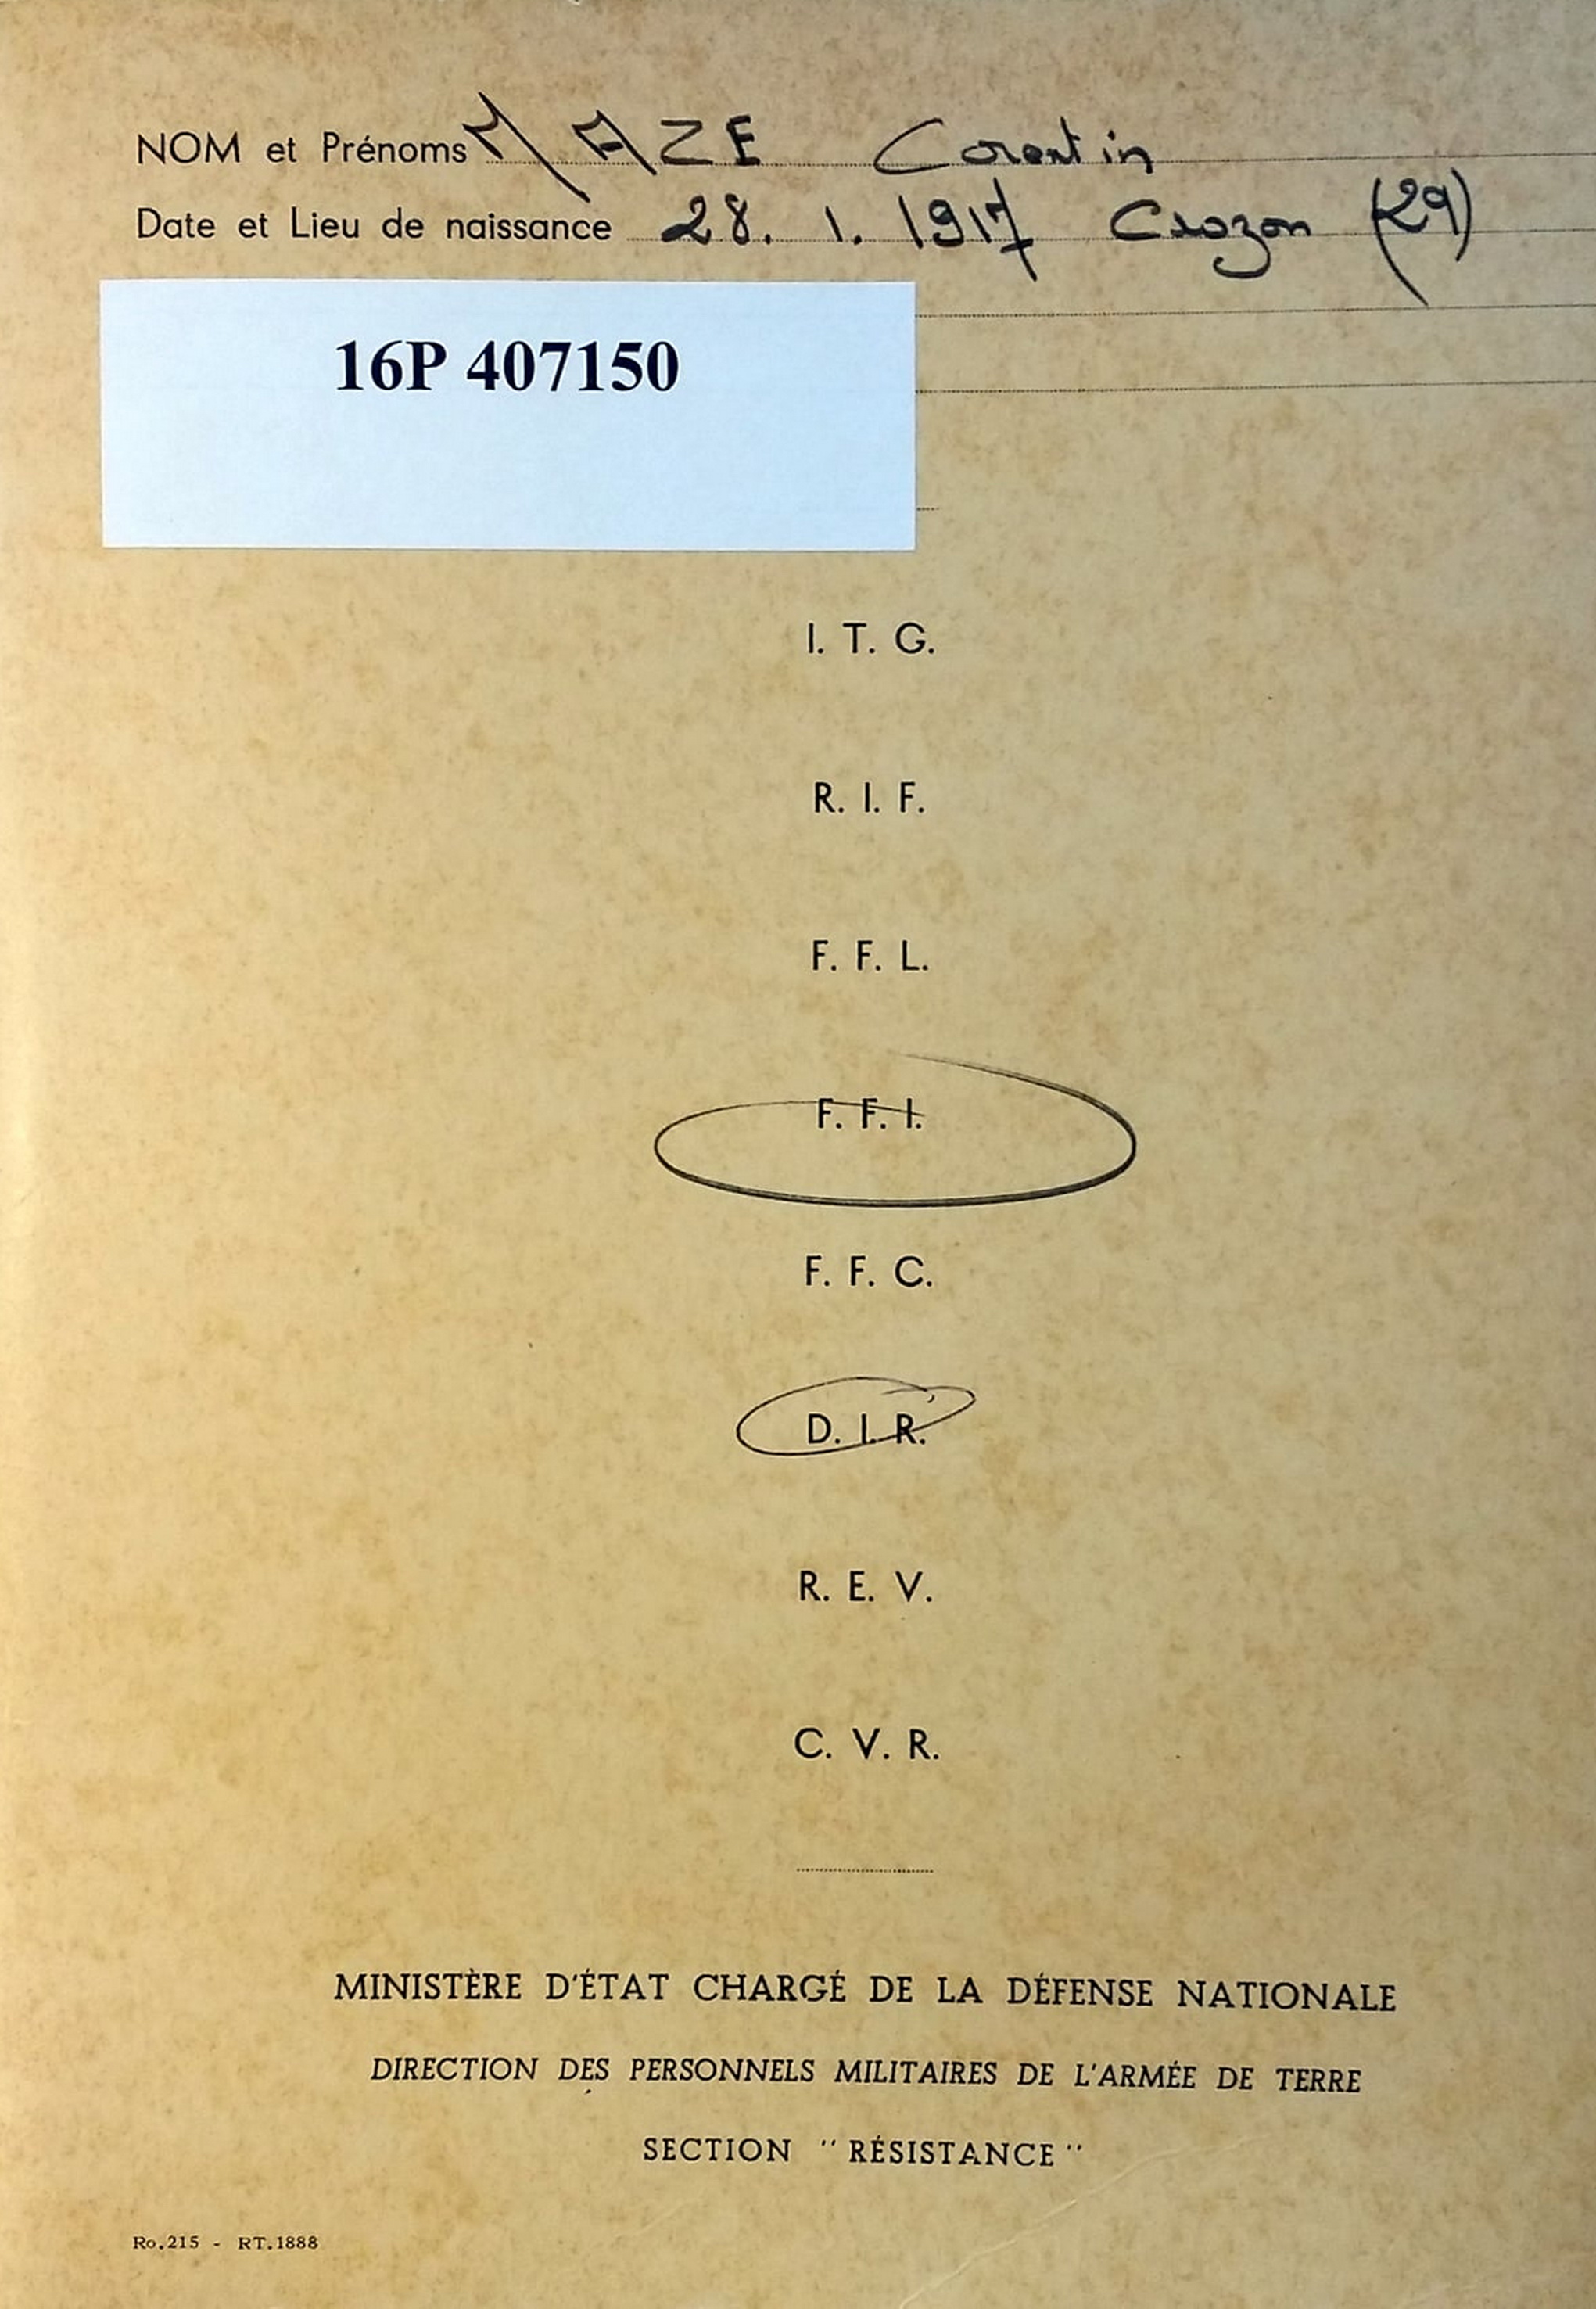 NOM et Prénoms MAZE Corentin
Date et Lieu de naissance 28. 1. 1917 Crozon (29)
16P 407150
I. T. G.
R. I. F.
F. F. L.
F. F. I.
F. F. C.
D. I. R.
R. E. V.
C. V. R.
MINISTÈRE D'ÉTAT CHARGÉ DE LA DÉFENSE NATIONALE
DIRECTION DES PERSONNELS MILITAIRES DE L'ARMÉE DE TERRE
SECTION "RÉSISTANCE"
Ro.215 - RT.1888